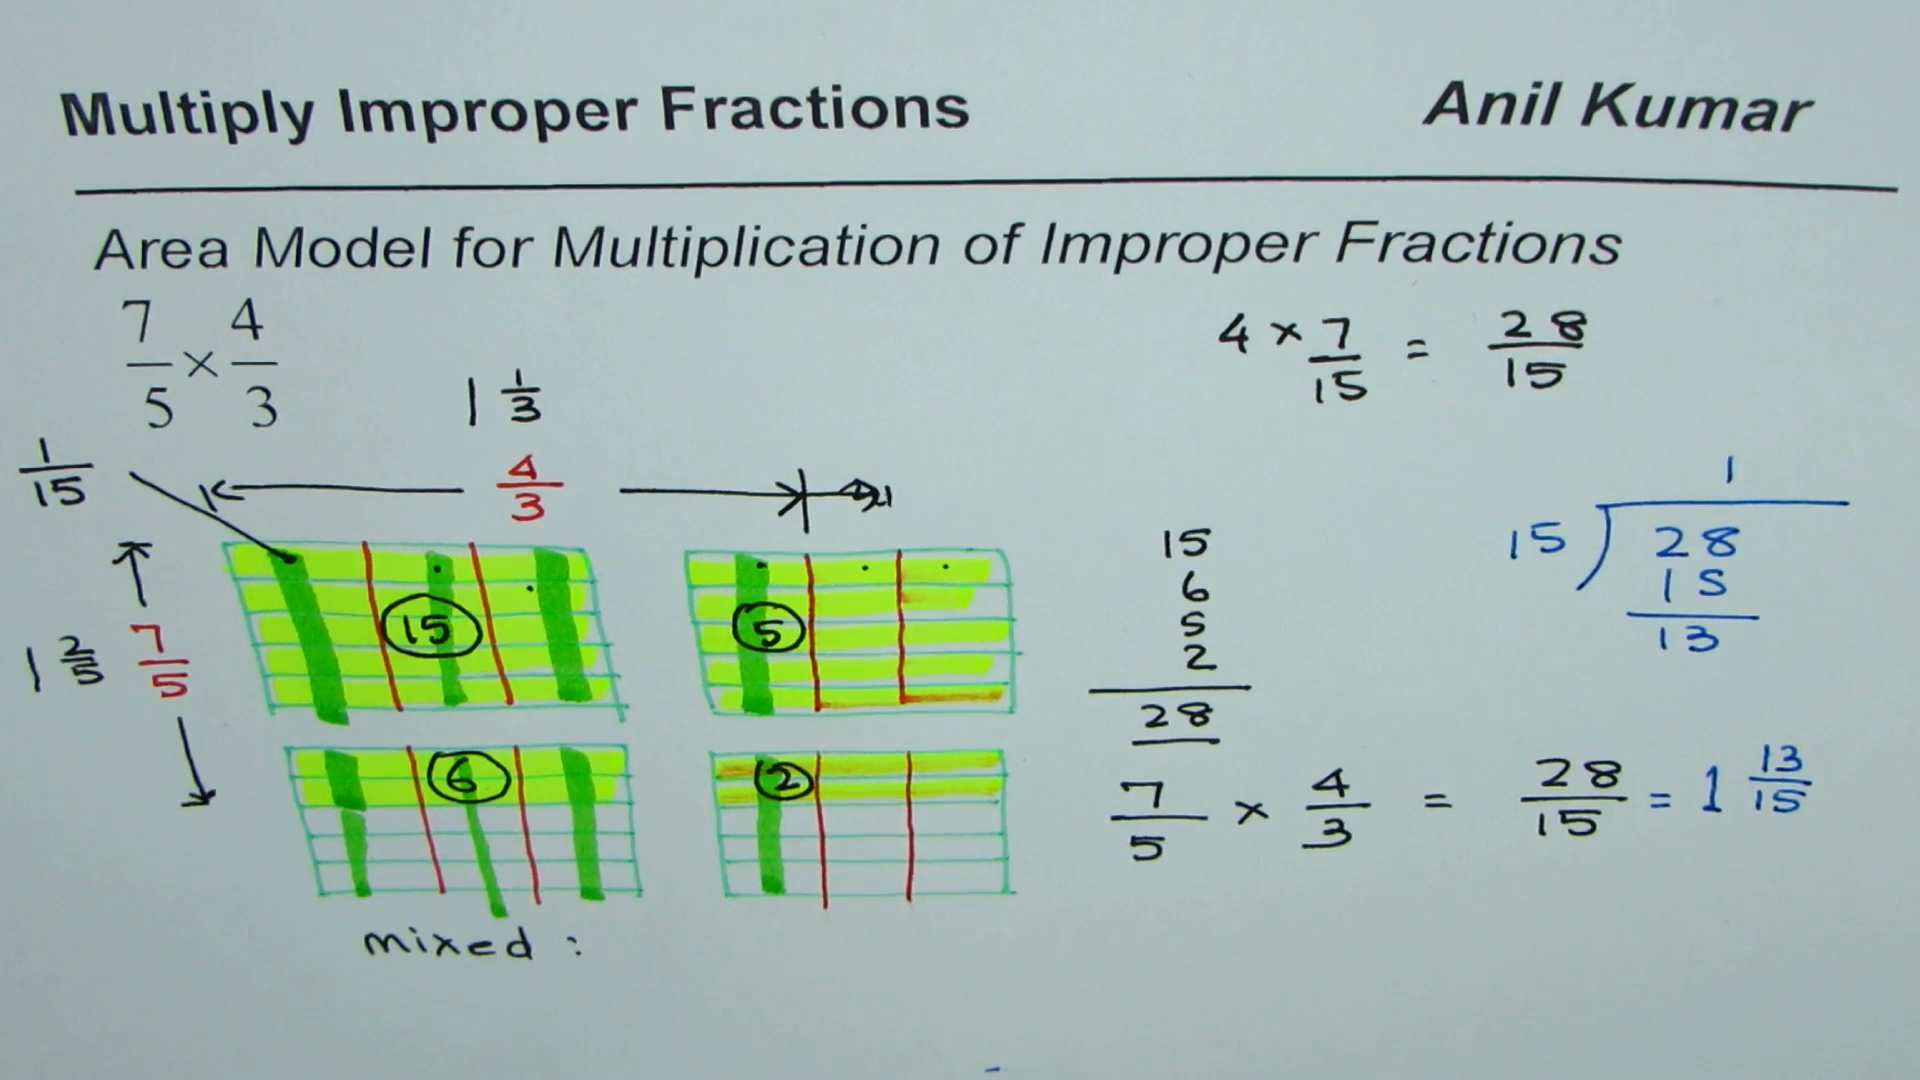 Multiply Improper Fractions Anil Kumar
Area Model for Multiplication of Improper Fractions
7/5 × 4/3
4 × 7/15 = 28/15
1 1/3
1/15
4/3
1 2/5 7/5
15
5
6
2
15
6
5
2
28
1
15 ) 28
15
13
7/5 × 4/3 = 28/15 = 1 13/15
mixed :